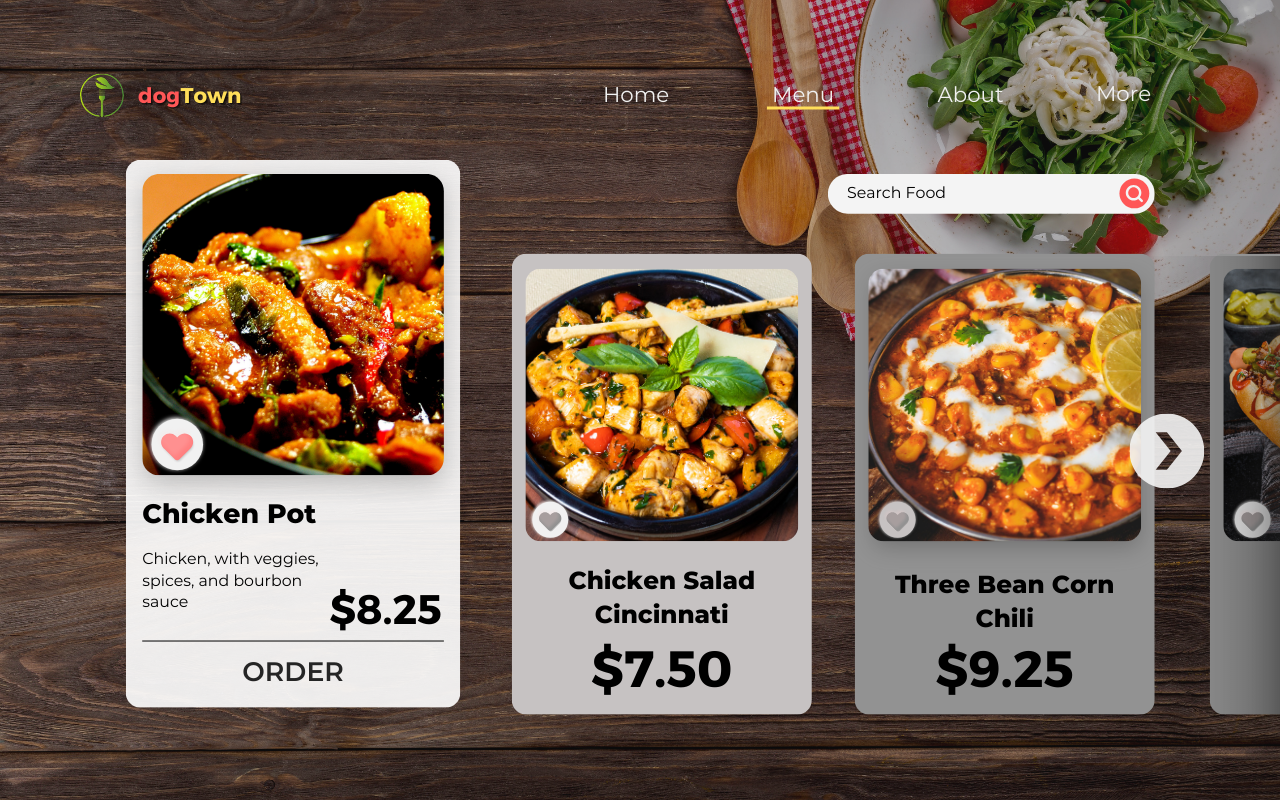 dogTown
Home
Menu
About
More
Search Food
Chicken Pot
Chicken, with veggies,
spices, and bourbon
sauce
$8.25
ORDER
Chicken Salad
Cincinnati
$7.50
Three Bean Corn
Chili
$9.25